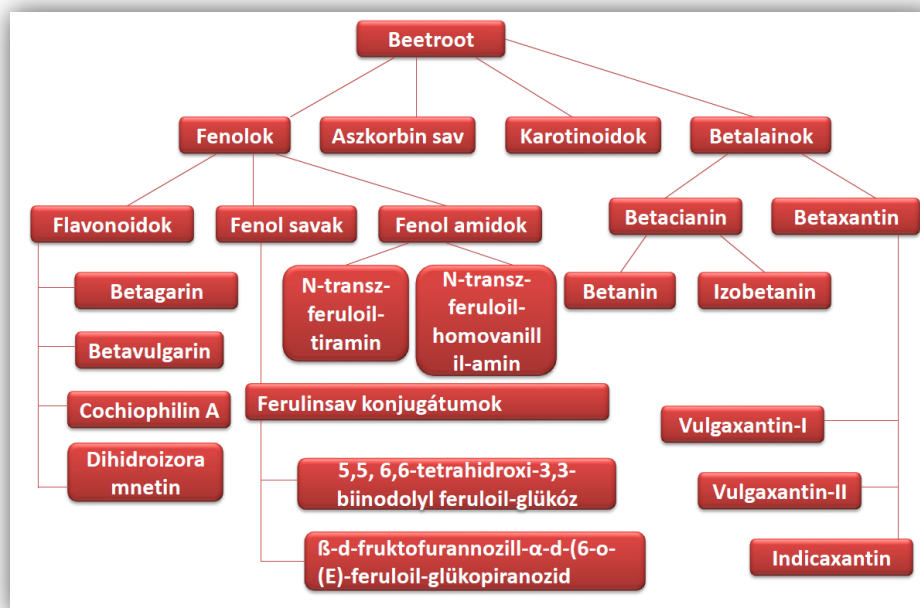 Beetroot
Fenolok
Aszkorbin sav
Karotinoidok
Betalainok
Flavonoidok
Fenol savak
Fenol amidok
Betacianin
Betaxantin
Betagarin
Betavulgarin
Cochiophilin A
Dihidroizora
mnetin
N-transz-
feruloil-
tiramin
N-transz-
feruloil-
homovanill
il-amin
Betanin
Izobetanin
Ferulinsav konjugátumok
5,5, 6,6-tetrahidroxi-3,3-
biinodolyl feruloil-glükóz
ß-d-fruktofurannozill-α-d-(6-o-
(E)-feruloil-glükopiranozid
Vulgaxantin-I
Vulgaxantin-II
Indicaxantin